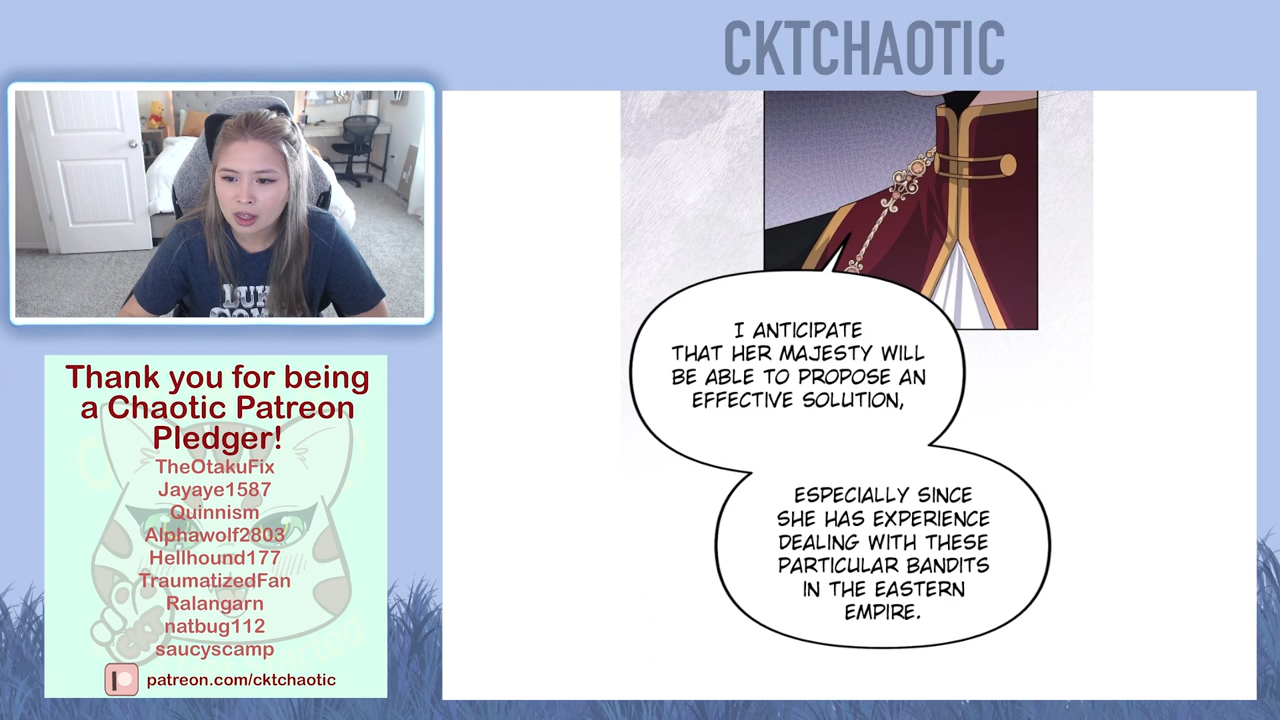 CKTCHAOTIC
LUK
I ANTICIPATE
THAT HER MAJESTY WILL
BE ABLE TO PROPOSE AN
EFFECTIVE SOLUTION,
ESPECIALLY SINCE
SHE HAS EXPERIENCE
DEALING WITH THESE
PARTICULAR BANDITS
IN THE EASTERN
EMPIRE.
Thank you for being
a Chaotic Patreon
Pledger!
TheOtakuFix
Jayaye1587
Quinnism
Alphawolf2803
Hellhound177
TraumatizedFan
Ralangarn
natbug112
saucyscamp
patreon.com/cktchaotic